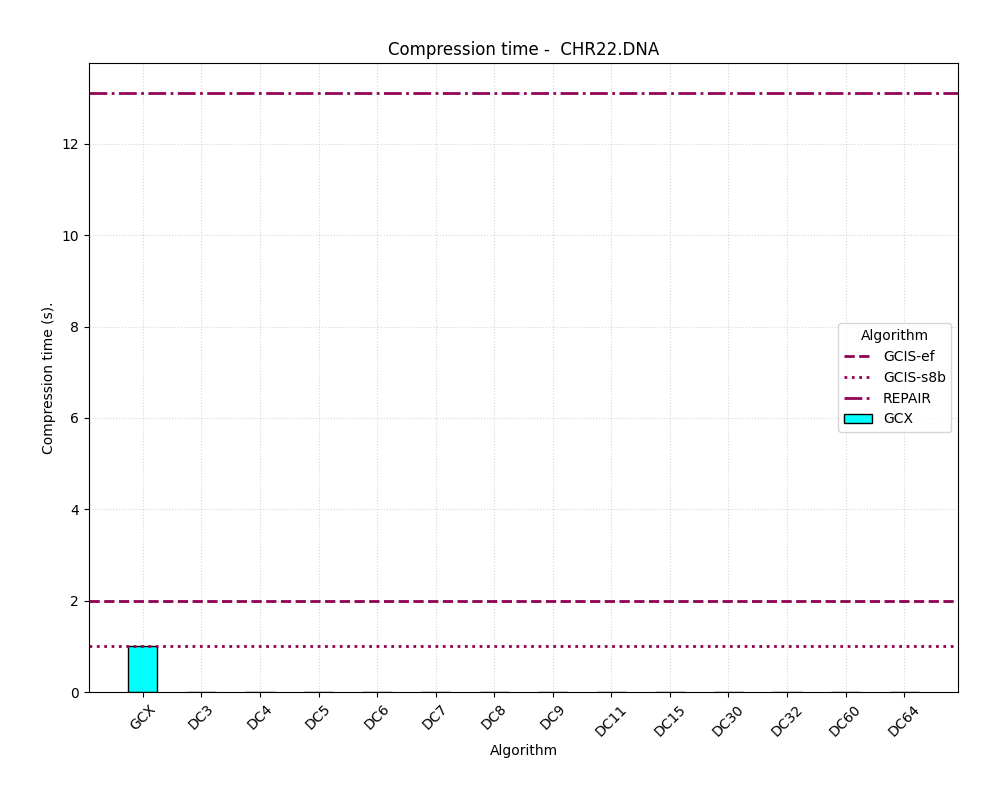 Compression time -  CHR22.DNA
Compression time (s).
12
10
8
6
4
2
0
Algorithm
GCIS-ef
GCIS-s8b
REPAIR
GCX
GCX
DC3
DC4
DC5
DC6
DC7
DC8
DC9
DC11
DC15
DC30
DC32
DC60
DC64
Algorithm